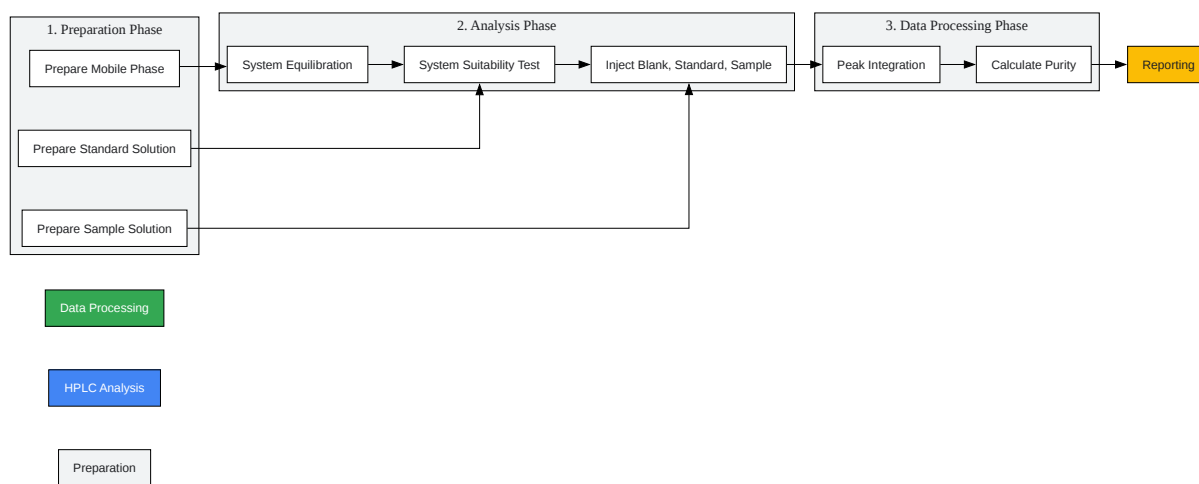 1. Preparation Phase
Prepare Mobile Phase
Prepare Standard Solution
Prepare Sample Solution
2. Analysis Phase
System Equilibration
System Suitability Test
Inject Blank, Standard, Sample
3. Data Processing Phase
Peak Integration
Calculate Purity
Reporting
Data Processing
HPLC Analysis
Preparation